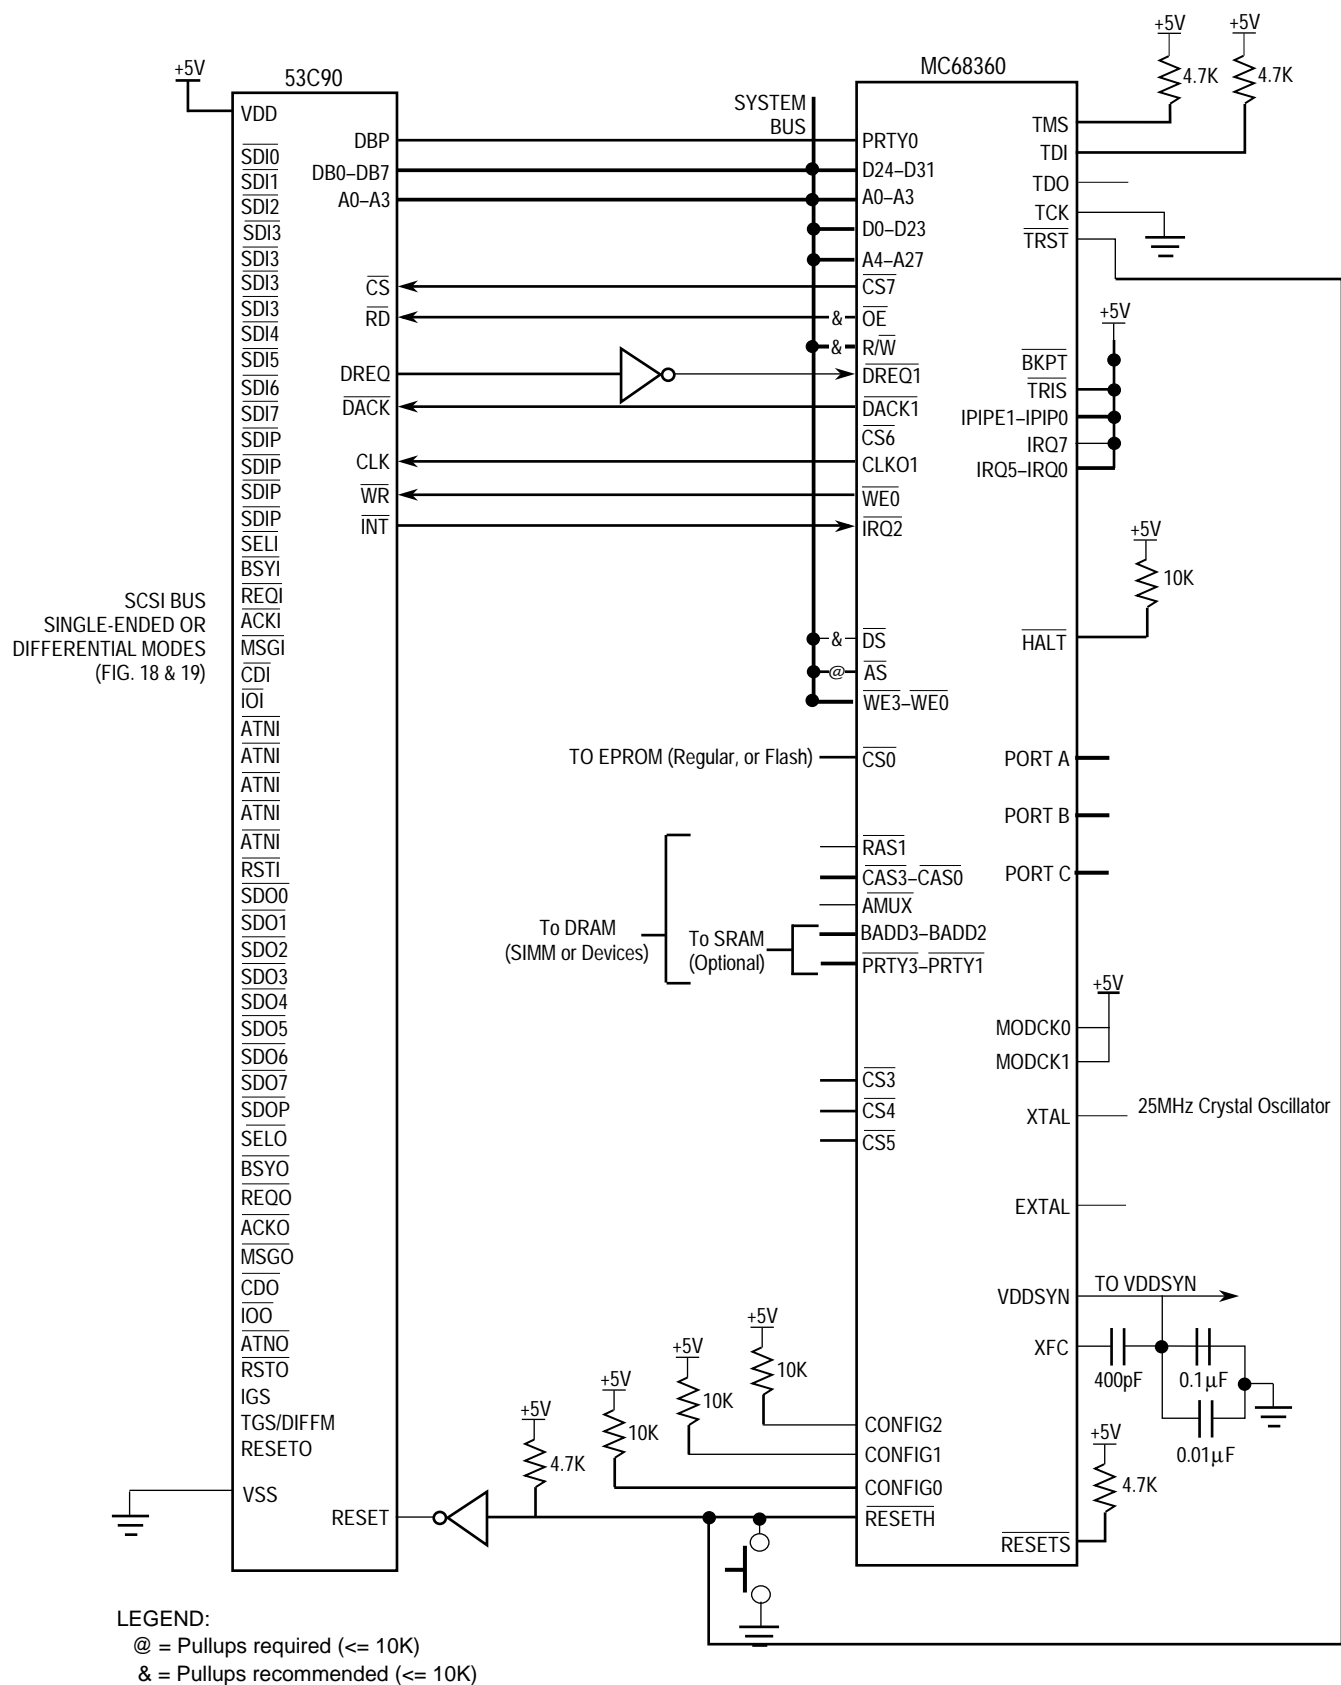 +5V
+5V
4.7K
4.7K
+5V
53C90
MC68360
VDD
SYSTEM
BUS
TMS
DBP
PRTY0
TDI
SDI0
DB0–DB7
D24–D31
TDO
SDI1
A0–A3
A0–A3
TCK
SDI2
D0–D23
TRST
SDI3
A4–A27
SDI3
CS
CS7
SDI3
RD
&
OE
+5V
SDI3
&
R/W
BKPT
SDI4
DREQ
DREQ1
TRIS
SDI5
DACK
DACK1
IPIPE1–IPIP0
SDI6
CS6
IRQ7
SDI7
CLK
CLKO1
IRQ5–IRQ0
SDIP
WR
WE0
SDIP
INT
IRQ2
SDIP
+5V
SDIP
10K
SELI
BSYI
REQI
ACKI
MSGI
CDI
IOI
SCSI BUS
SINGLE-ENDED OR
DIFFERENTIAL MODES
(FIG. 18 & 19)
&
DS
HALT
@
AS
WE3–WE0
ATNI
ATNI
ATNI
ATNI
ATNI
RSTI
TO EPROM (Regular, or Flash)
CS0
PORT A
PORT B
PORT C
RAS1
CAS3–CAS0
AMUX
BADD3–BADD2
PRTY3–PRTY1
To DRAM
(SIMM or Devices)
To SRAM
(Optional)
SDO0
SDO1
SDO2
SDO3
SDO4
SDO5
SDO6
SDO7
SDOP
SELO
BSYO
REQO
ACKO
MSGO
CDO
IOO
ATNO
RSTO
IGS
TGS/DIFFM
RESETO
VSS
+5V
MODCK0
MODCK1
CS3
CS4
CS5
XTAL
25MHz Crystal Oscillator
EXTAL
VDDSYN
TO VDDSYN
XFC
400pF
0.1µF
0.01µF
+5V
10K
+5V
10K
+5V
10K
+5V
4.7K
CONFIG2
CONFIG1
CONFIG0
RESETH
RESET
+5V
4.7K
RESETS
LEGEND:
@ = Pullups required (<= 10K)
& = Pullups recommended (<= 10K)